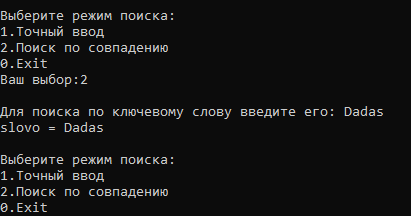 Выберите режим поиска:
1.Точный ввод
2.Поиск по совпадению
0.Exit
Ваш выбор:2
Для поиска по ключевому слову введите его: Dadas
slovo = Dadas
Выберите режим поиска:
1.Точный ввод
2.Поиск по совпадению
0.Exit